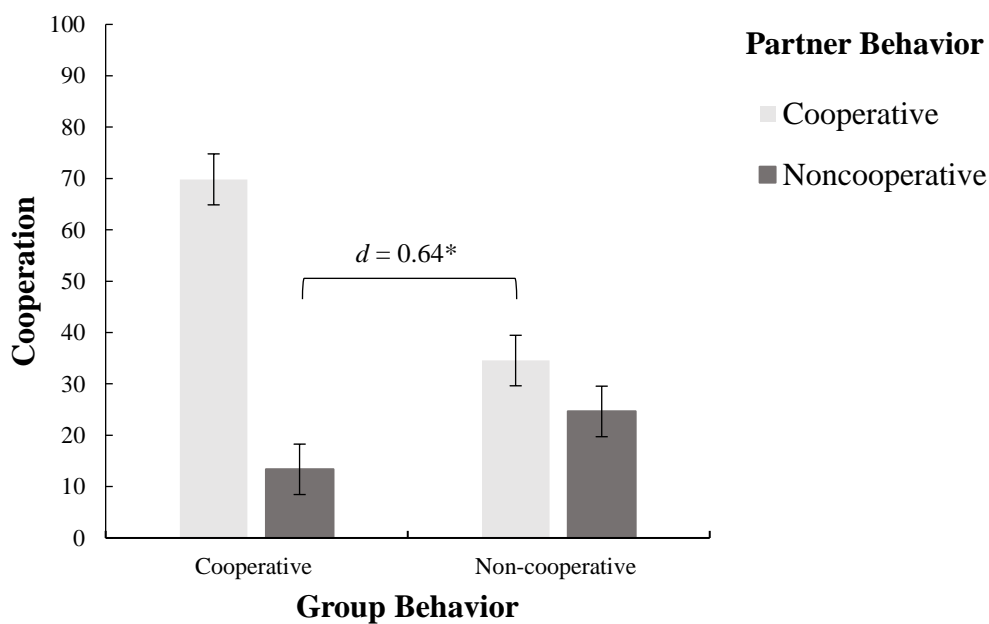 100
90
80
70
60
50
40
30
20
10
0
Cooperation
d = 0.64*
Cooperative
Non-cooperative
Group Behavior
Partner Behavior
Cooperative
Noncooperative